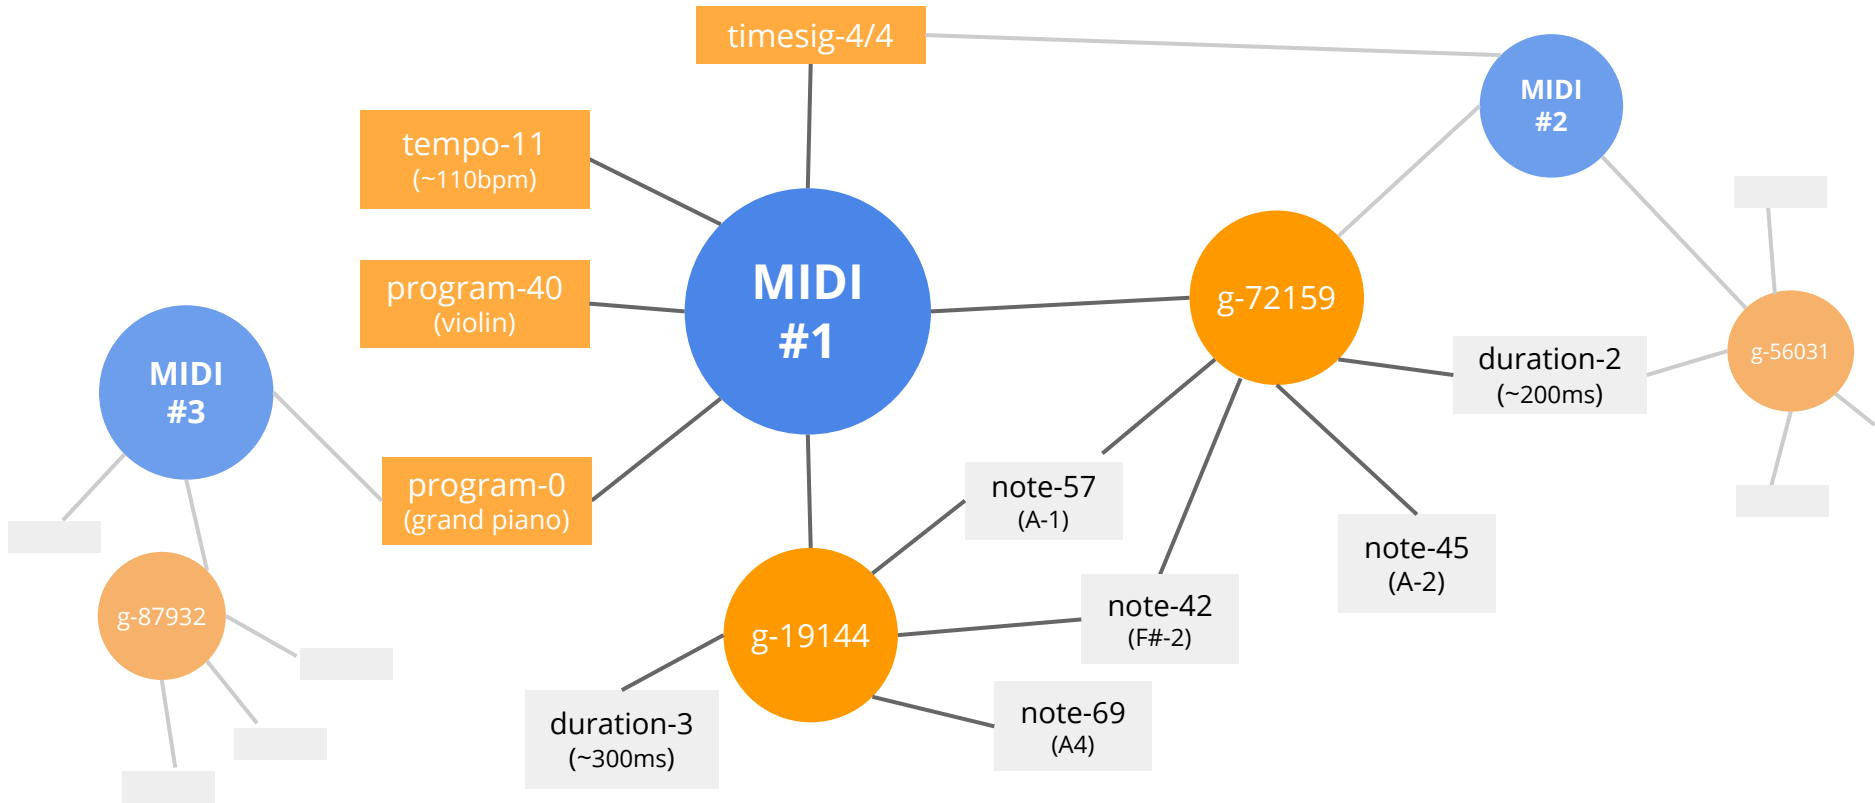 timesig-4/4
MIDI
#2
tempo-11
(~110bpm)
MIDI
#1
program-40
(violin)
g-72159
g-56031
duration-2
(~200ms)
MIDI
#3
program-0
(grand piano)
note-57
(A-1)
note-45
(A-2)
note-42
(F#-2)
g-87932
g-19144
note-69
(A4)
duration-3
(~300ms)